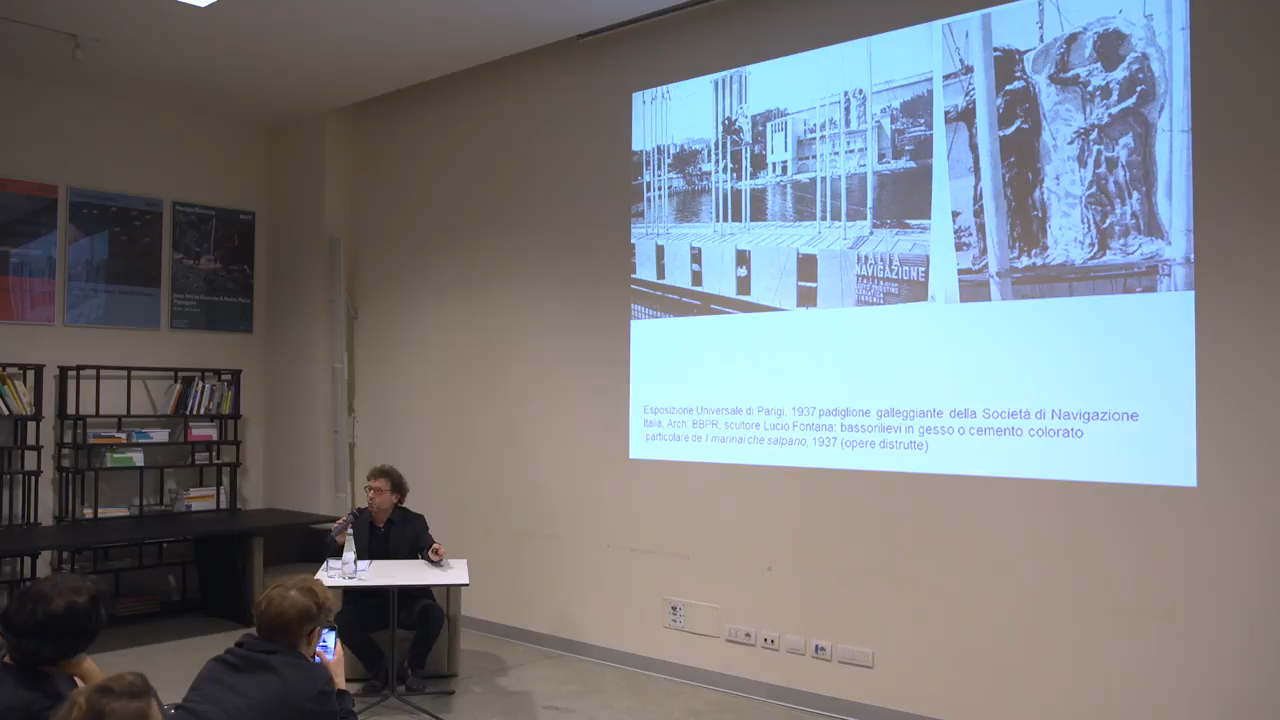 ITALIA
NAVIGAZIONE
Esposizione Universale di Parigi, 1937 padiglione galleggiante della Società di Navigazione
Italia, Arch. BBPR, scultore Lucio Fontana: bassorilievi in gesso o cemento colorato
particolare de I marinai che salpano, 1937 (opere distrutte)